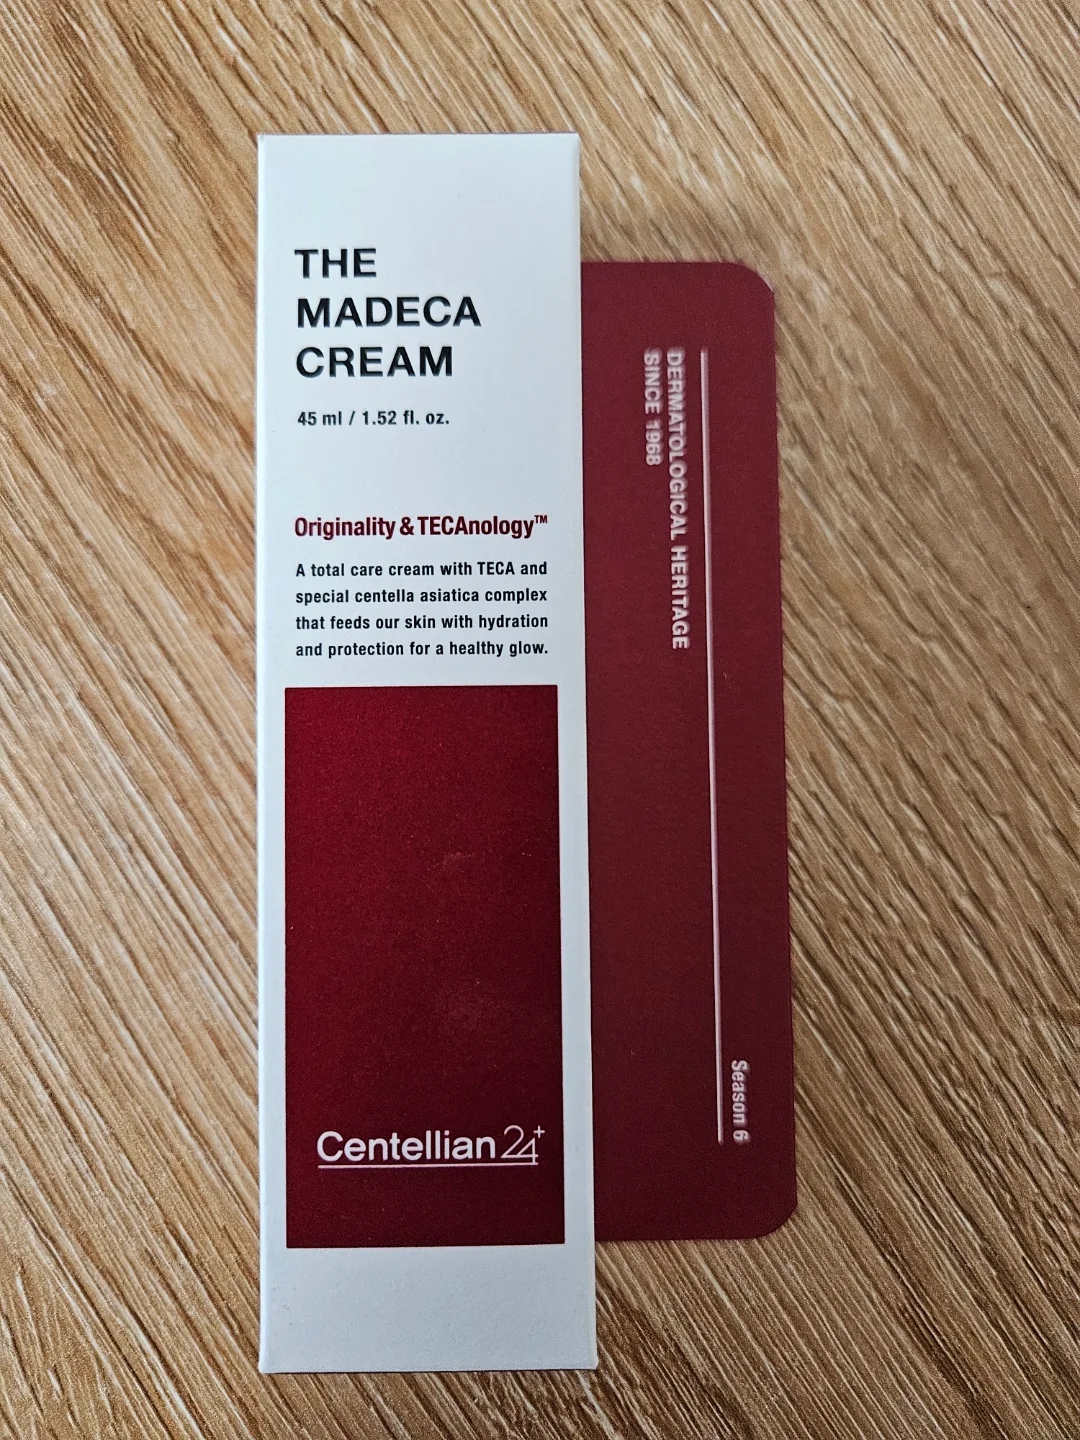 THE
MADECA
CREAM
45 ml / 1.52 fl. oz.
Originality & TECAnology™
A total care cream with TECA and
special centella asiatica complex
that feeds our skin with hydration
and protection for a healthy glow.
Centellian 24+
DERMATOLOGICAL HERITAGE
SINCE 1968
Season 6